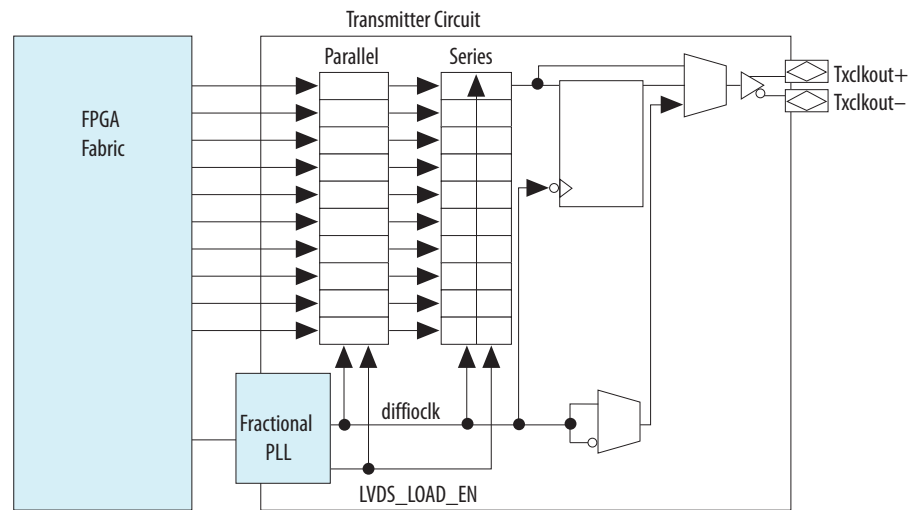 Transmitter Circuit
Parallel
Series
Txclkout+
Txclkout–
FPGA
Fabric
Fractional
PLL
diffioclk
LVDS_LOAD_EN